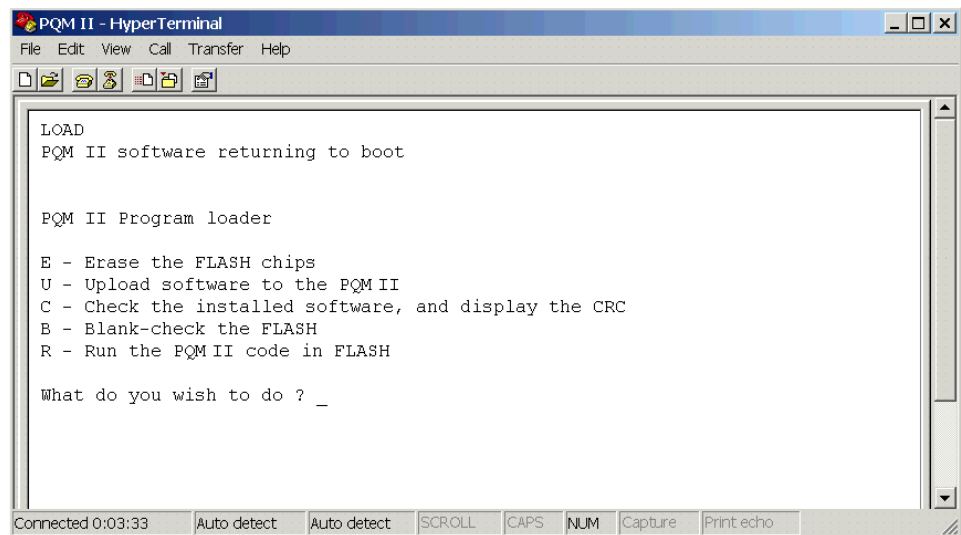 PQM II - HyperTerminal
File Edit View Call Transfer Help
LOAD
PQM II software returning to boot
PQM II Program loader
E - Erase the FLASH chips
U - Upload software to the PQM II
C - Check the installed software, and display the CRC
B - Blank-check the FLASH
R - Run the PQM II code in FLASH
What do you wish to do ? _
Connected 0:03:33 Auto detect Auto detect SCROLL CAPS NUM Capture Print echo